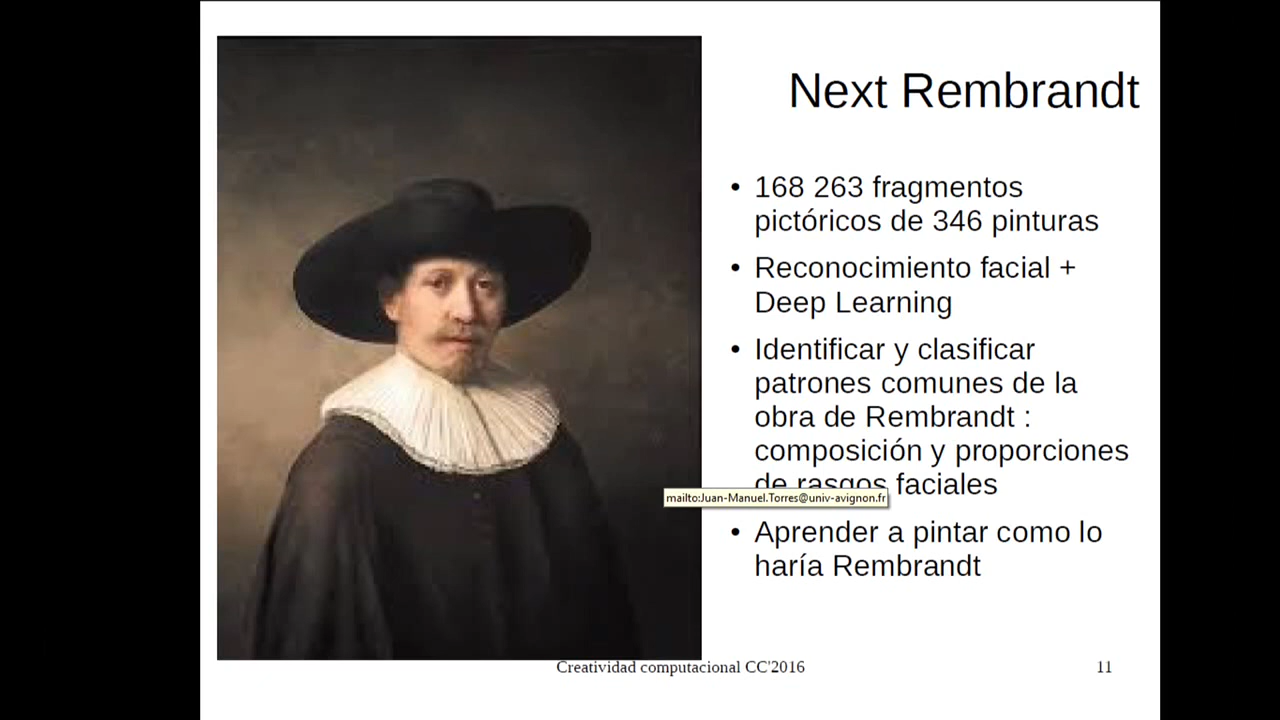 Next Rembrandt
• 168 263 fragmentos
pictóricos de 346 pinturas
• Reconocimiento facial +
Deep Learning
• Identificar y clasificar
patrones comunes de la
obra de Rembrandt :
composición y proporciones
de rasgos faciales
mailto:Juan-Manuel.Torres@univ-avignon.fr
• Aprender a pintar como lo
haría Rembrandt
Creatividad computacional CC'2016
11